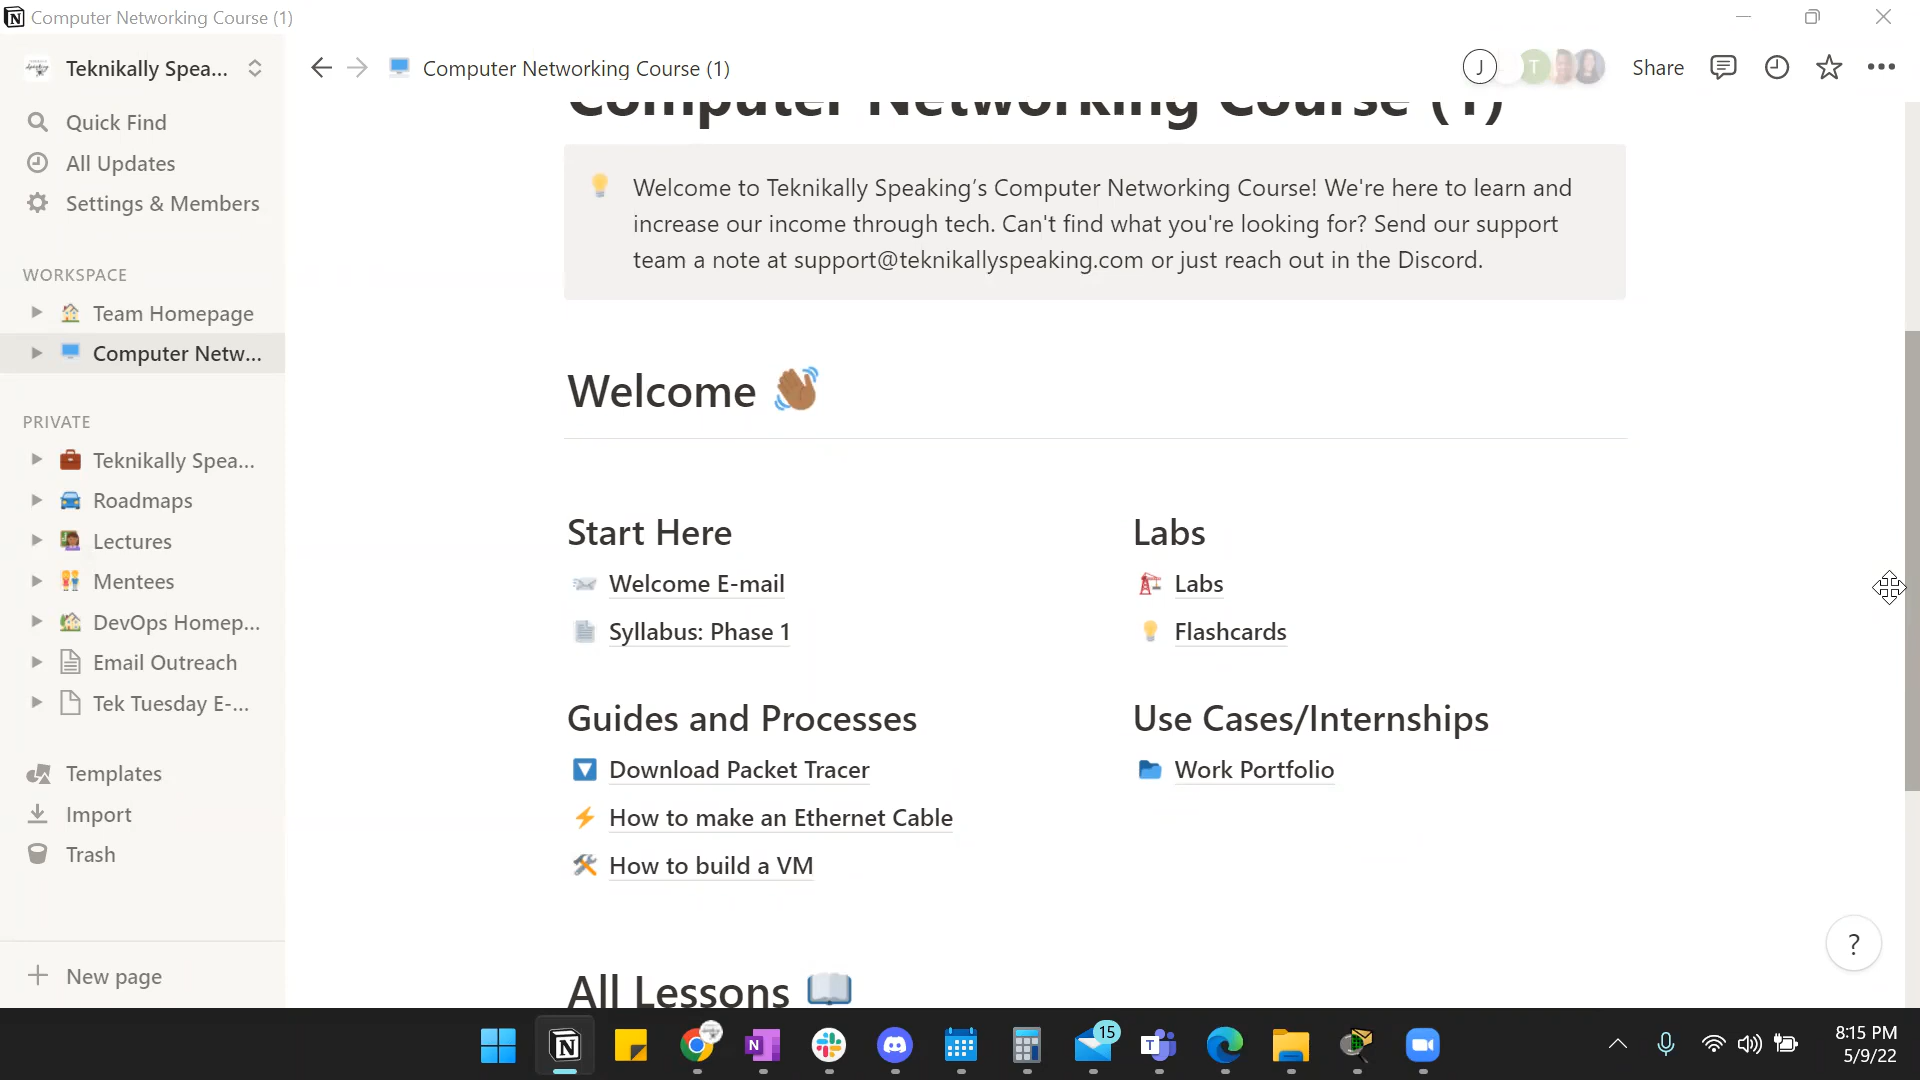 Computer Networking Course (1)
Teknikally Spea...
Computer Networking Course (1)
J
T
Share
Quick Find
All Updates
Settings & Members
WORKSPACE
Team Homepage
Computer Netw...
PRIVATE
Teknikally Spea...
Roadmaps
Lectures
Mentees
DevOps Homep...
Email Outreach
Tek Tuesday E-...
Templates
Import
Trash
New page
Computer Networking Course (1)
Welcome to Teknikally Speaking’s Computer Networking Course! We're here to learn and
increase our income through tech. Can't find what you're looking for? Send our support
team a note at support@teknikallyspeaking.com or just reach out in the Discord.
Welcome
Start Here
Welcome E-mail
Syllabus: Phase 1
Guides and Processes
Download Packet Tracer
How to make an Ethernet Cable
How to build a VM
Labs
Labs
Flashcards
Use Cases/Internships
Work Portfolio
All Lessons
?
15
8:15 PM
5/9/22